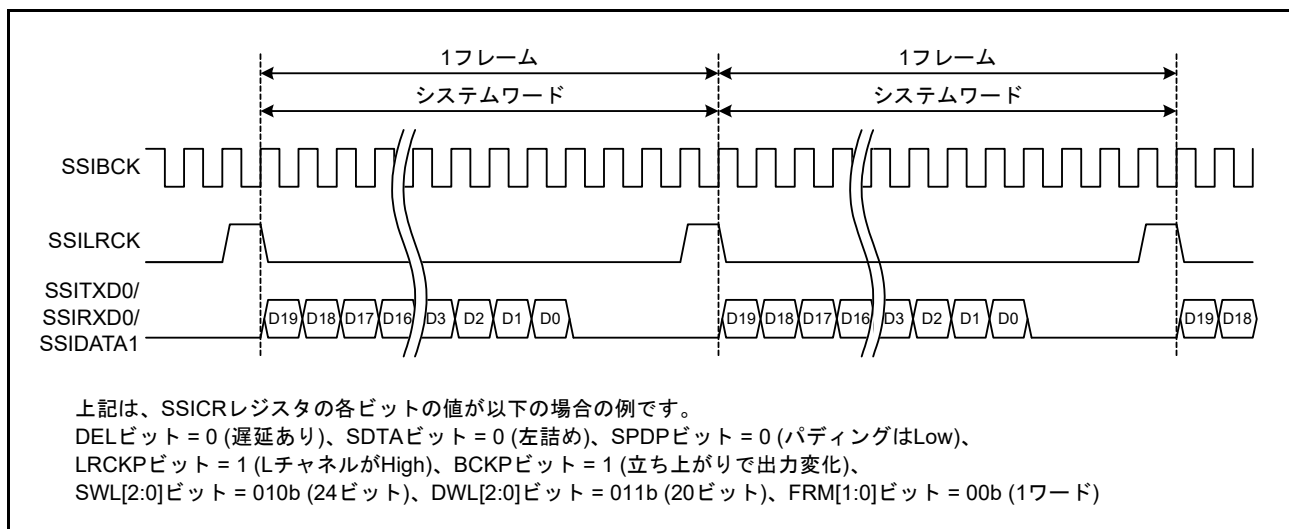 1フレーム 1フレーム
システムワード システムワード
SSIBCK
SSILRCK
SSITXD0/
SSIRXD0/
SSIDATA1
D19 D18 D17 D16 D3 D2 D1 D0 D19 D18 D17 D16 D3 D2 D1 D0 D19 D18
上記は、SSICRレジスタの各ビットの値が以下の場合の例です。
DELビット = 0 (遅延あり)、SDTAビット = 0 (左詰め)、SPDPビット = 0 (パディングはLow)、
LRCKPビット = 1 (LチャネルがHigh)、BCKPビット = 1 (立ち上がりで出力変化)、
SWL[2:0]ビット = 010b (24ビット)、DWL[2:0]ビット = 011b (20ビット)、FRM[1:0]ビット = 00b (1ワード)